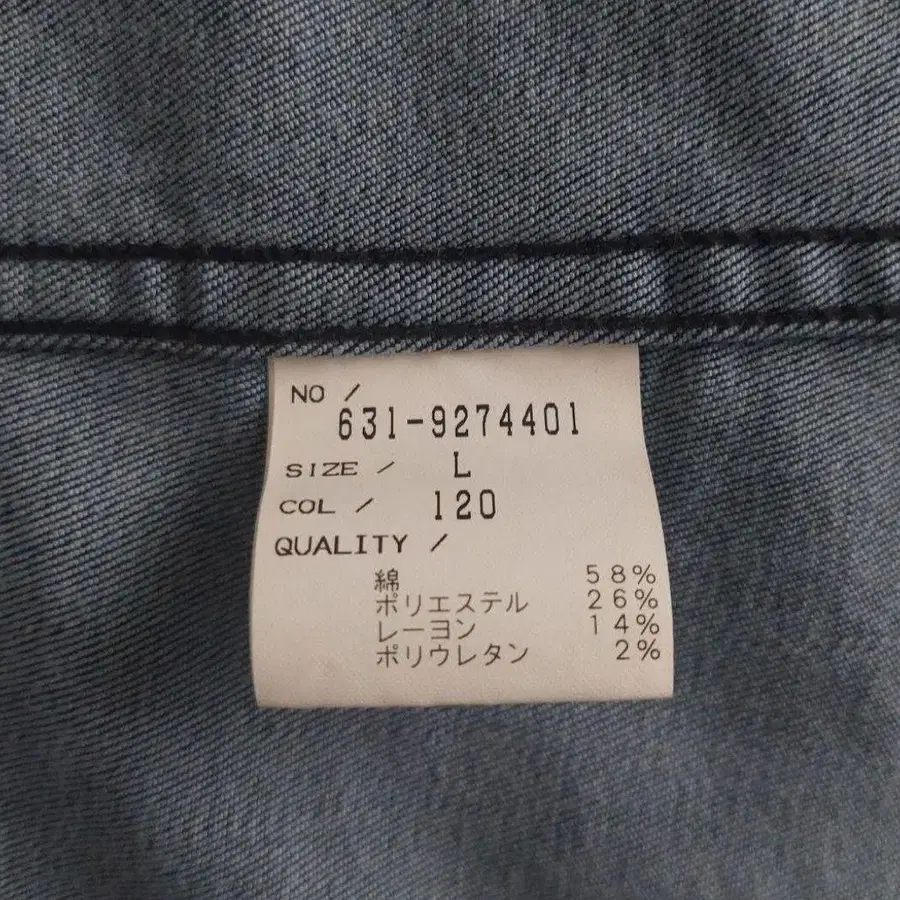 NO /
631-9274401
SIZE / L
COL / 120
QUALITY /
綿 58%
ポリエステル 26%
レーヨン 14%
ポリウレタン 2%